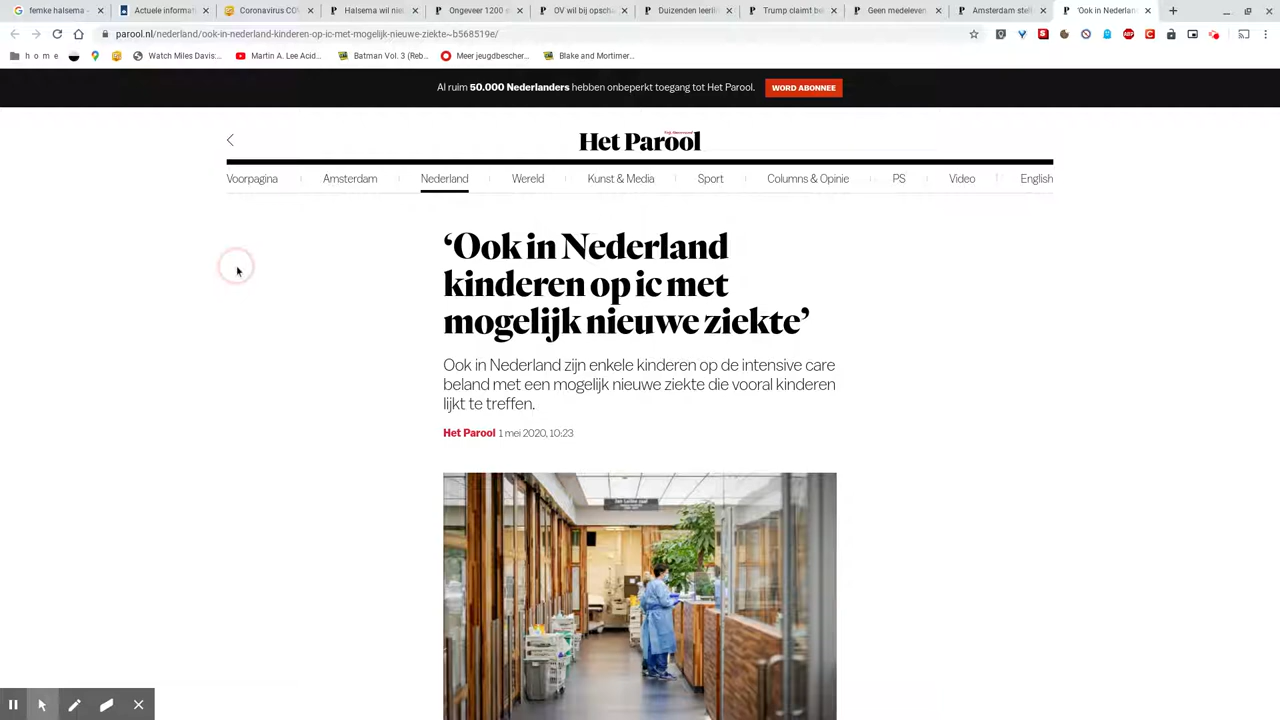 femke halsema -
Actuele informat
Coronavirus CO
Halsema wil nie
Ongeveer 1200
OV wil bij opscha
Duizenden leerli
Trump claimt be
Geen medeleven
Amsterdam stel
'Ook in Nederlan
parool.nl/nederland/ook-in-nederland-kinderen-op-ic-met-mogelijk-nieuwe-ziekte~b568519e/
h o m e
Watch Miles Davis:...
Martin A. Lee Acid...
Batman Vol. 3 (Reb...
Meer jeugdbescher...
Blake and Mortimer...
Al ruim 50.000 Nederlanders hebben onbeperkt toegang tot Het Parool.
WORD ABONNEE
Het Parool
Voorpagina
Amsterdam
Nederland
Wereld
Kunst & Media
Sport
Columns & Opinie
PS
Video
English
‘Ook in Nederland
kinderen op ic met
mogelijk nieuwe ziekte’
Ook in Nederland zijn enkele kinderen op de intensive care
beland met een mogelijk nieuwe ziekte die vooral kinderen
lijkt te treffen.
Het Parool 1 mei 2020, 10:23